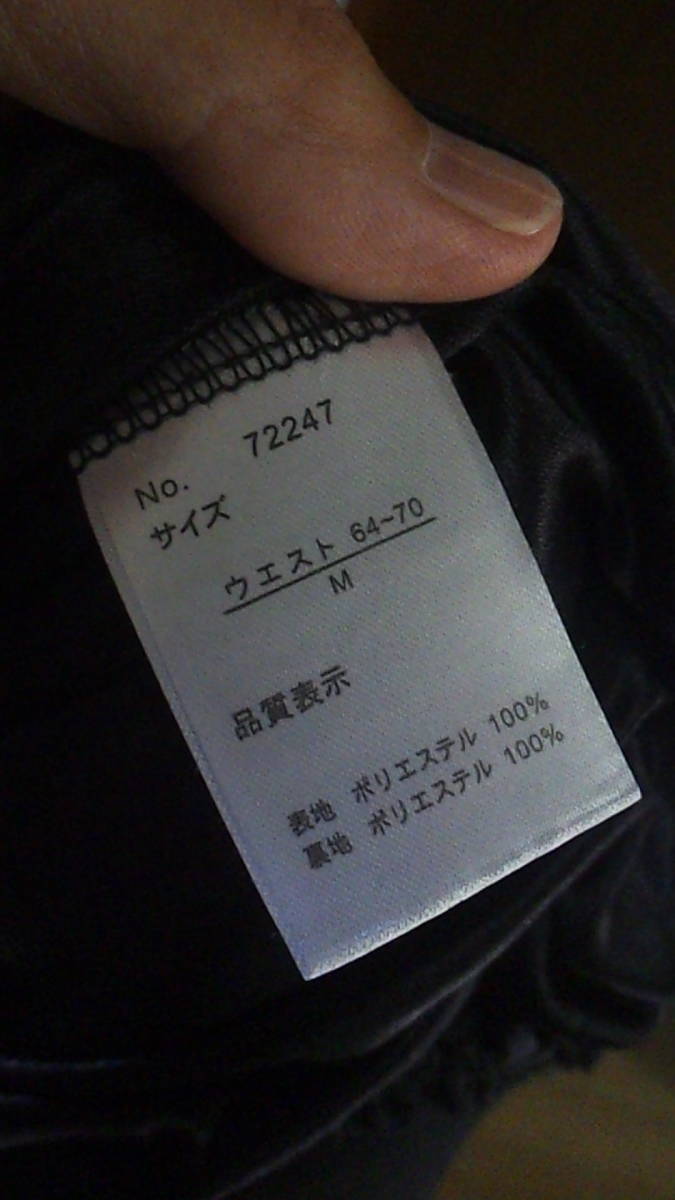 No. 72247
サイズ
ウエスト 64~70
M
品質表示
表地 ポリエステル 100%
裏地 ポリエステル 100%